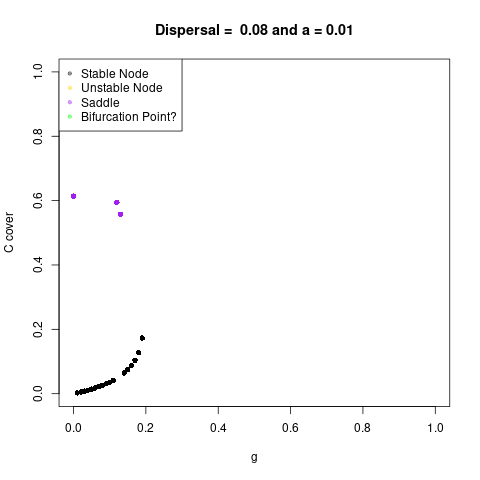 Dispersal =  0.08 and a = 0.01
Stable Node
Unstable Node
Saddle
Bifurcation Point?
1.0
0.8
0.6
0.4
0.2
0.0
C cover
0.0 0.2 0.4 0.6 0.8 1.0
g